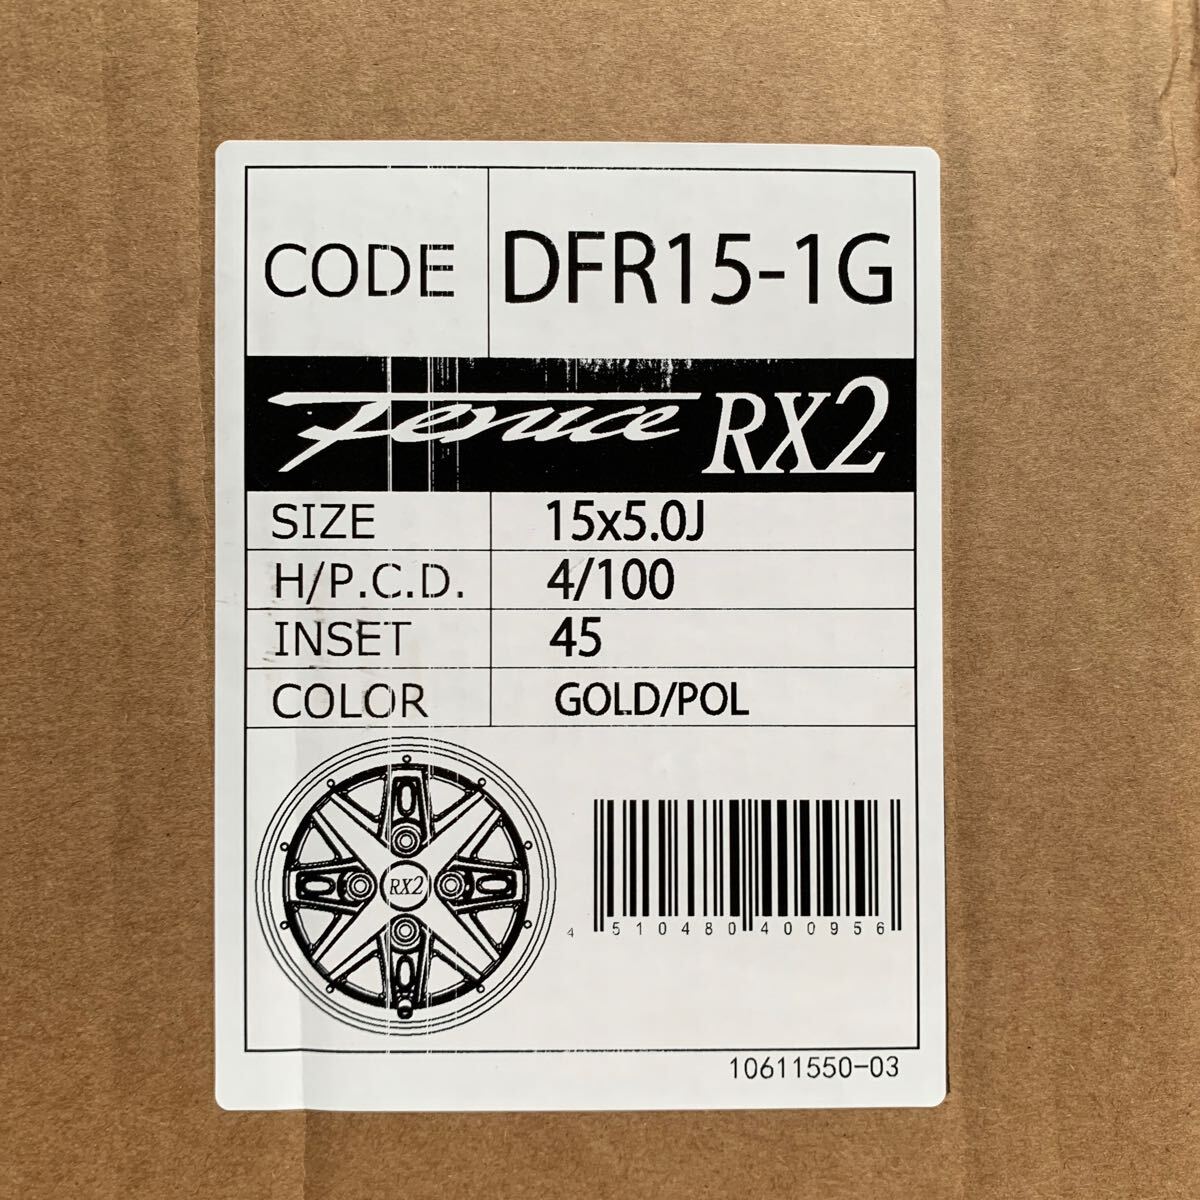 CODE DFR15-1G
Fenice RX2
SIZE 15x5.0J
H/P.C.D. 4/100
INSET 45
COLOR GOLD/POL
RX2
4 510480 400956
10611550-03